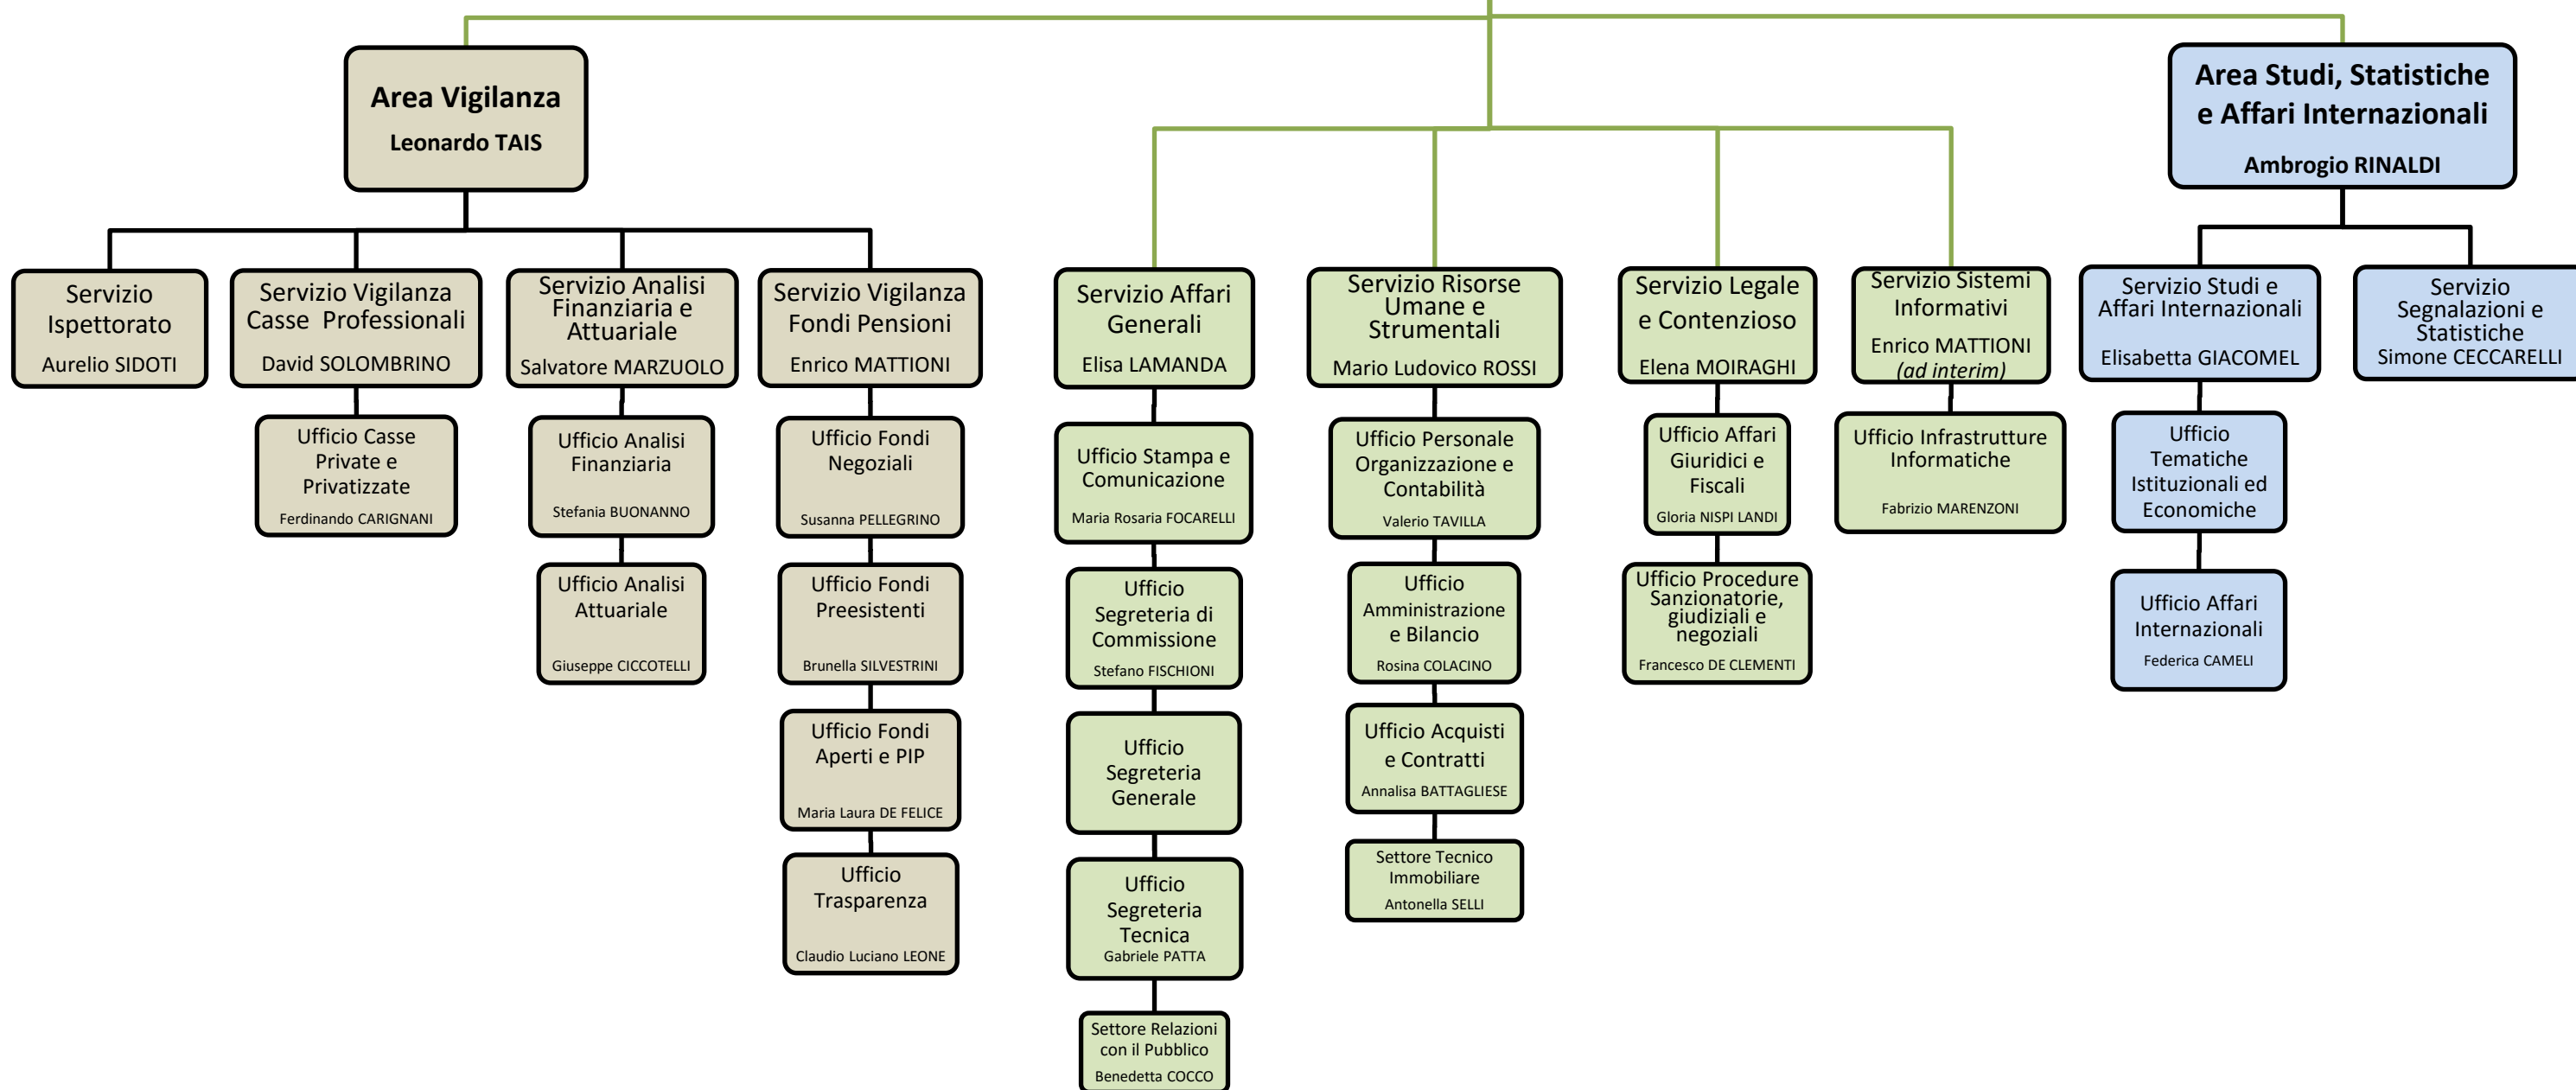 Area Vigilanza
Leonardo TAIS
Area Studi, Statistiche
e Affari Internazionali
Ambrogio RINALDI
Servizio
Ispettorato
Aurelio SIDOTI
Servizio Vigilanza
Casse Professionali
David SOLOMBRINO
Servizio Analisi
Finanziaria e
Attuariale
Salvatore MARZUOLO
Servizio Vigilanza
Fondi Pensioni
Enrico MATTIONI
Servizio Affari
Generali
Elisa LAMANDA
Servizio Risorse
Umane e
Strumentali
Mario Ludovico ROSSI
Servizio Legale
e Contenzioso
Elena MOIRAGHI
Servizio Sistemi
Informativi
Enrico MATTIONI
(ad interim)
Servizio Studi e
Affari Internazionali
Elisabetta GIACOMEL
Servizio
Segnalazioni e
Statistiche
Simone CECCARELLI
Ufficio Casse
Private e
Privatizzate
Ferdinando CARIGNANI
Ufficio Analisi
Finanziaria
Stefania BUONANNO
Ufficio Fondi
Negoziali
Susanna PELLEGRINO
Ufficio Stampa e
Comunicazione
Maria Rosaria FOCARELLI
Ufficio Personale
Organizzazione e
Contabilità
Valerio TAVILLA
Ufficio Affari
Giuridici e
Fiscali
Gloria NISPI LANDI
Ufficio Infrastrutture
Informatiche
Fabrizio MARENZONI
Ufficio
Tematiche
Istituzionali ed
Economiche
Ufficio Analisi
Attuariale
Giuseppe CICCOTELLI
Ufficio Fondi
Preesistenti
Brunella SILVESTRINI
Ufficio
Segreteria di
Commissione
Stefano FISCHIONI
Ufficio
Amministrazione
e Bilancio
Rosina COLACINO
Ufficio Procedure
Sanzionatorie,
giudiziali e
negoziali
Francesco DE CLEMENTI
Ufficio Affari
Internazionali
Federica CAMELI
Ufficio Fondi
Aperti e PIP
Maria Laura DE FELICE
Ufficio
Segreteria
Generale
Ufficio Acquisti
e Contratti
Annalisa BATTAGLIESE
Ufficio
Trasparenza
Claudio Luciano LEONE
Ufficio
Segreteria
Tecnica
Gabriele PATTA
Settore Tecnico
Immobiliare
Antonella SELLI
Settore Relazioni
con il Pubblico
Benedetta COCCO